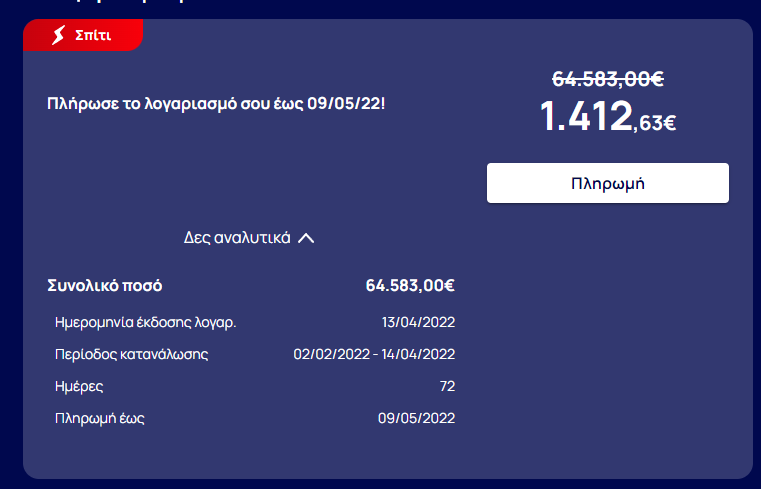 Σπίτι
Πλήρωσε το λογαριασμό σου έως 09/05/22!
64.583,00€
1.412,63€
Πληρωμή
Δες αναλυτικά
Συνολικό ποσό 64.583,00€
Ημερομηνία έκδοσης λογαρ. 13/04/2022
Περίοδος κατανάλωσης 02/02/2022 - 14/04/2022
Ημέρες 72
Πληρωμή έως 09/05/2022